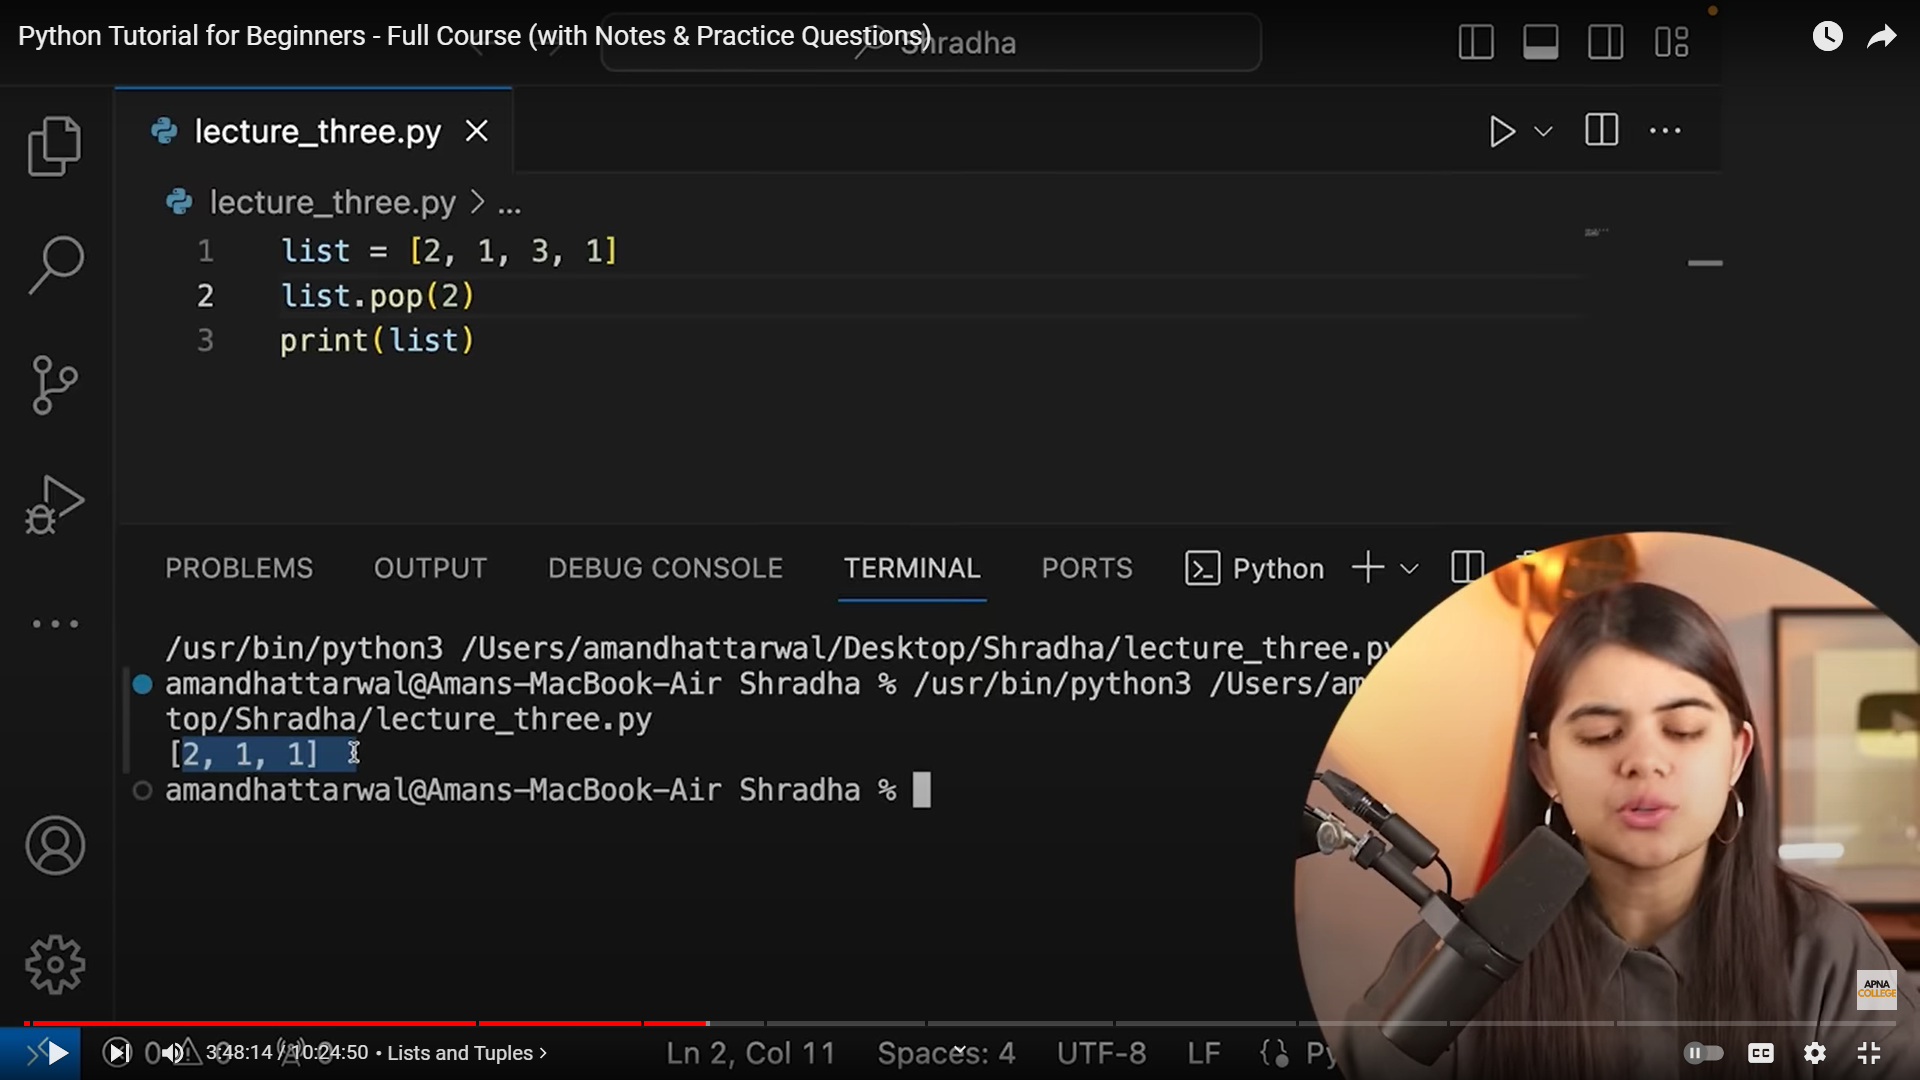 Python Tutorial for Beginners - Full Course (with Notes & Practice Questions)
Shradha
lecture_three.py
lecture_three.py > ...
1 list = [2, 1, 3, 1]
2 list.pop(2)
3 print(list)
PROBLEMS OUTPUT DEBUG CONSOLE TERMINAL PORTS Python
/usr/bin/python3 /Users/amandhattarwal/Desktop/Shradha/lecture_three.py
amandhattarwal@Amans-MacBook-Air Shradha % /usr/bin/python3 /Users/am
top/Shradha/lecture_three.py
[2, 1, 1]
amandhattarwal@Amans-MacBook-Air Shradha %
APNA
COLLEGE
3:48:14 / 10:24:50 • Lists and Tuples >
Ln 2, Col 11 Spaces: 4 UTF-8 LF {} Py
CC